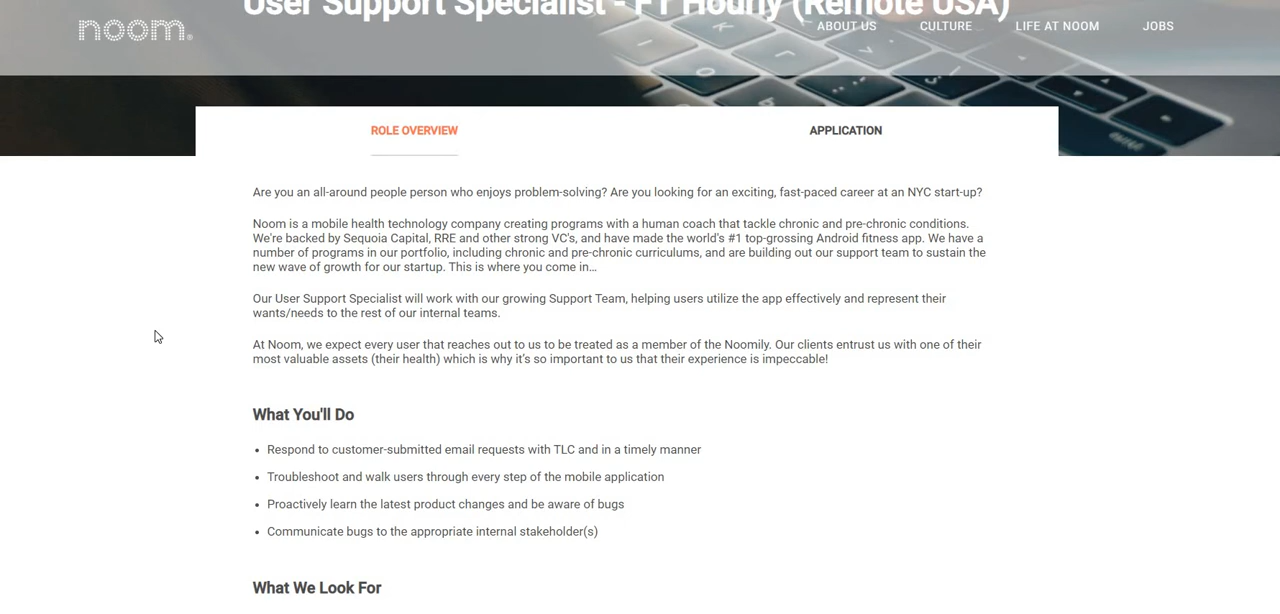 User Support Specialist - FT Hourly (Remote USA)
noom®
ABOUT US CULTURE LIFE AT NOOM JOBS
ROLE OVERVIEW APPLICATION
Are you an all-around people person who enjoys problem-solving? Are you looking for an exciting, fast-paced career at an NYC start-up?
Noom is a mobile health technology company creating programs with a human coach that tackle chronic and pre-chronic conditions.
We're backed by Sequoia Capital, RRE and other strong VC's, and have made the world's #1 top-grossing Android fitness app. We have a
number of programs in our portfolio, including chronic and pre-chronic curriculums, and are building out our support team to sustain the
new wave of growth for our startup. This is where you come in…
Our User Support Specialist will work with our growing Support Team, helping users utilize the app effectively and represent their
wants/needs to the rest of our internal teams.
At Noom, we expect every user that reaches out to us to be treated as a member of the Noomily. Our clients entrust us with one of their
most valuable assets (their health) which is why it's so important to us that their experience is impeccable!
What You'll Do
• Respond to customer-submitted email requests with TLC and in a timely manner
• Troubleshoot and walk users through every step of the mobile application
• Proactively learn the latest product changes and be aware of bugs
• Communicate bugs to the appropriate internal stakeholder(s)
What We Look For